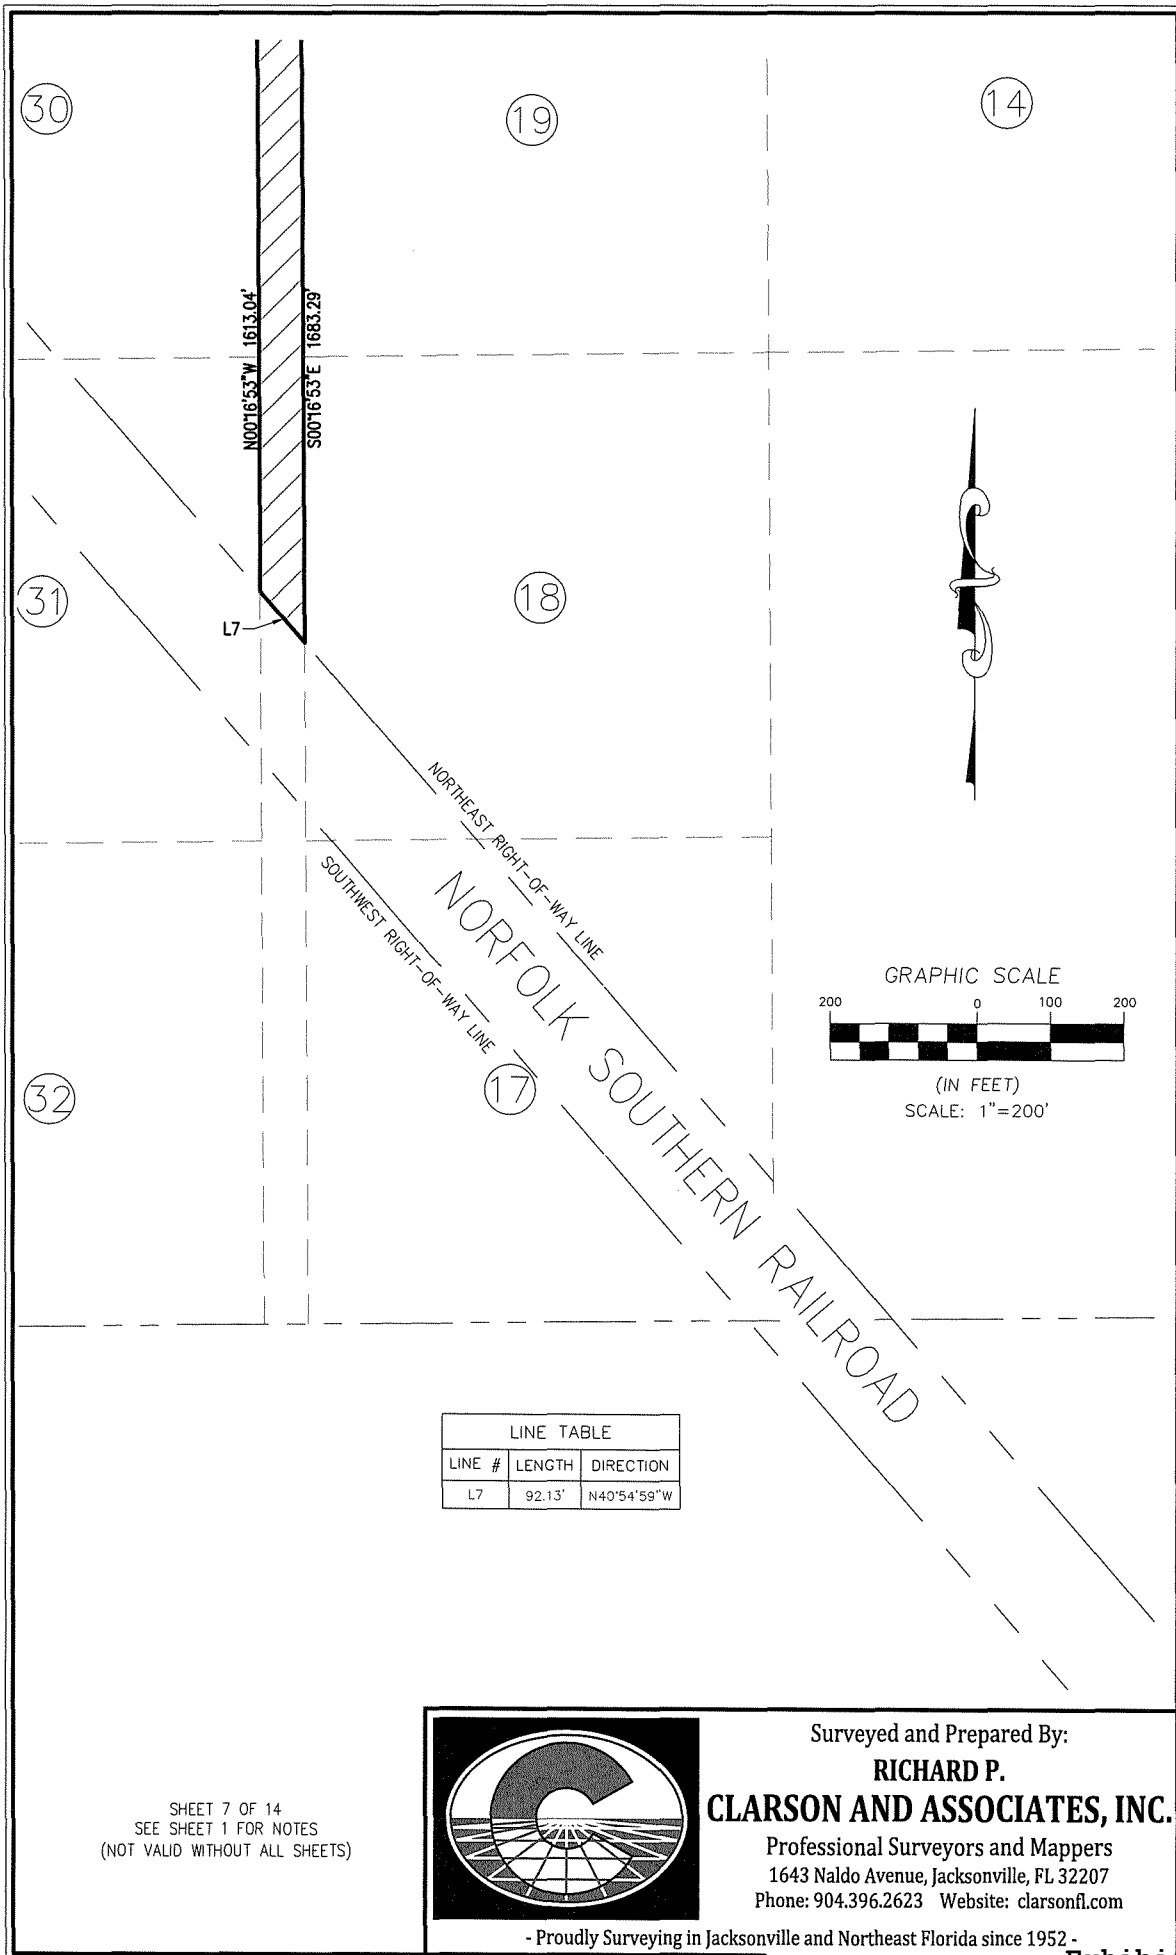 30
19
14
N00°16'53"W 1613.04'
S00°16'53"E 1683.29'
31
18
L7
NORTHEAST RIGHT-OF-WAY LINE
SOUTHWEST RIGHT-OF-WAY LINE
NORFOLK SOUTHERN RAILROAD
GRAPHIC SCALE
200 0 100 200
(IN FEET)
SCALE: 1"=200'
32
17
LINE TABLE
LINE # LENGTH DIRECTION
L7 92.13' N40°54'59"W
SHEET 7 OF 14
SEE SHEET 1 FOR NOTES
(NOT VALID WITHOUT ALL SHEETS)
Surveyed and Prepared By:
RICHARD P.
CLARSON AND ASSOCIATES, INC.
Professional Surveyors and Mappers
1643 Naldo Avenue, Jacksonville, FL 32207
Phone: 904.396.2623 Website: clarsonfl.com
- Proudly Surveying in Jacksonville and Northeast Florida since 1952 -